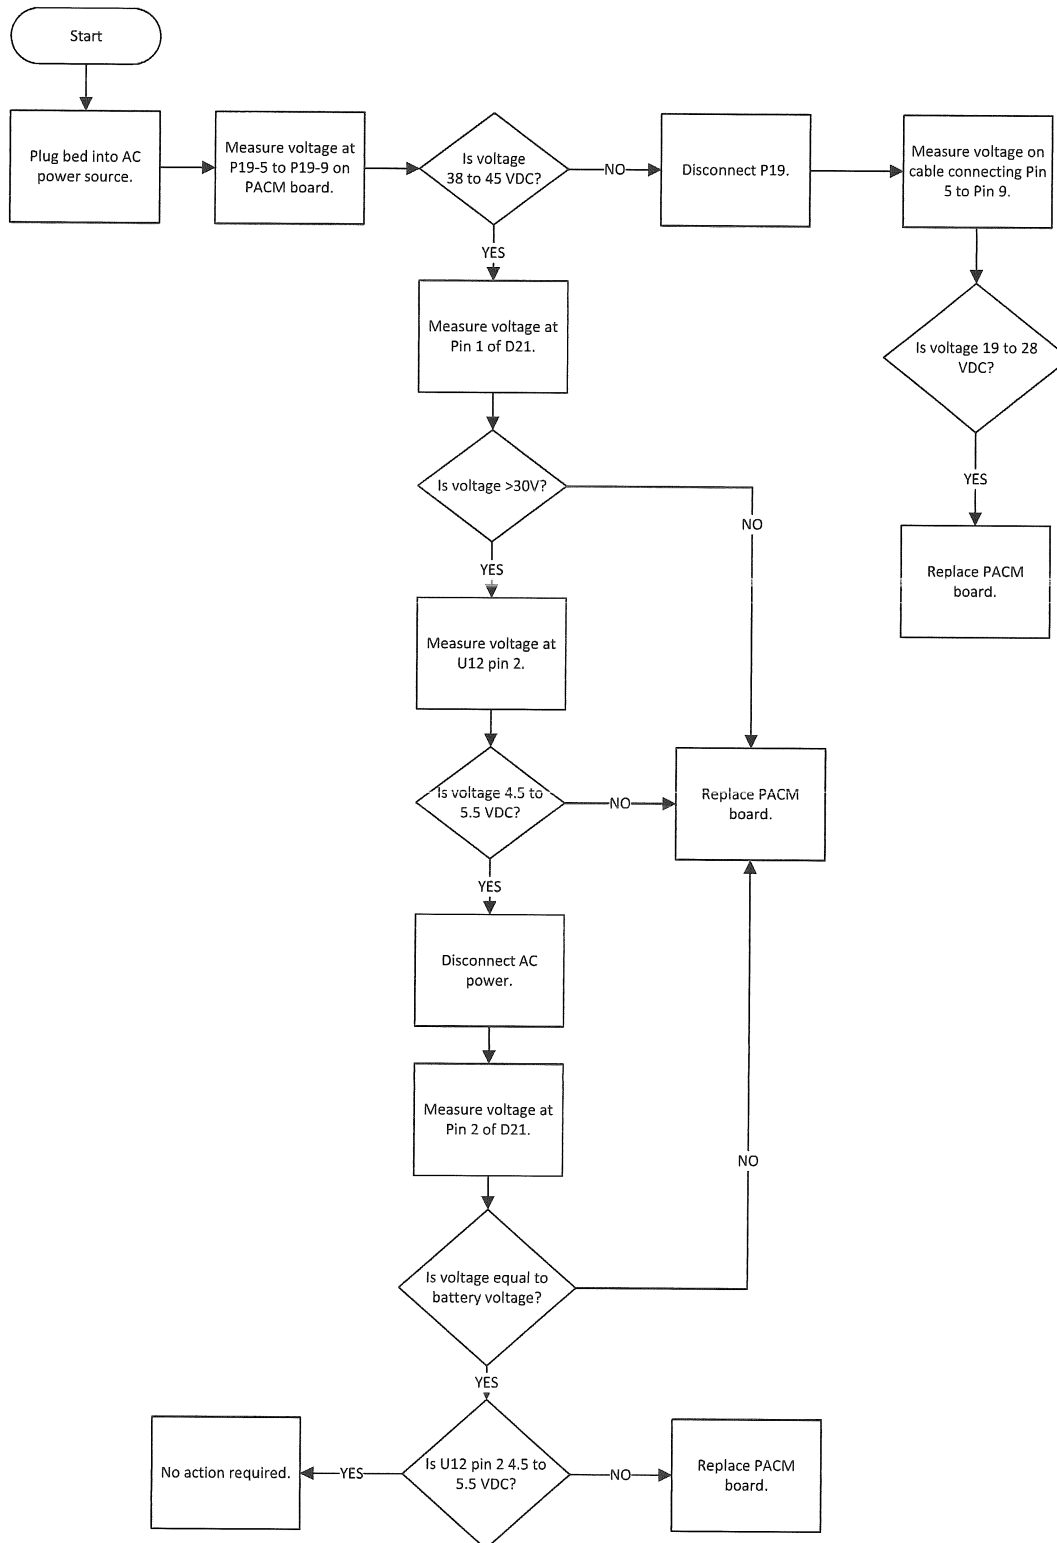 Start
Plug bed into AC
power source.
Measure voltage at
P19-5 to P19-9 on
PACM board.
Is voltage
38 to 45 VDC?
NO
Disconnect P19.
Measure voltage on
cable connecting Pin
5 to Pin 9.
YES
Measure voltage at
Pin 1 of D21.
Is voltage 19 to 28
VDC?
YES
Replace PACM
board.
Is voltage >30V?
NO
YES
Measure voltage at
U12 pin 2.
Is voltage 4.5 to
5.5 VDC?
NO
Replace PACM
board.
YES
Disconnect AC
power.
Measure voltage at
Pin 2 of D21.
NO
Is voltage equal to
battery voltage?
YES
Is U12 pin 2 4.5 to
5.5 VDC?
YES
No action required.
NO
Replace PACM
board.